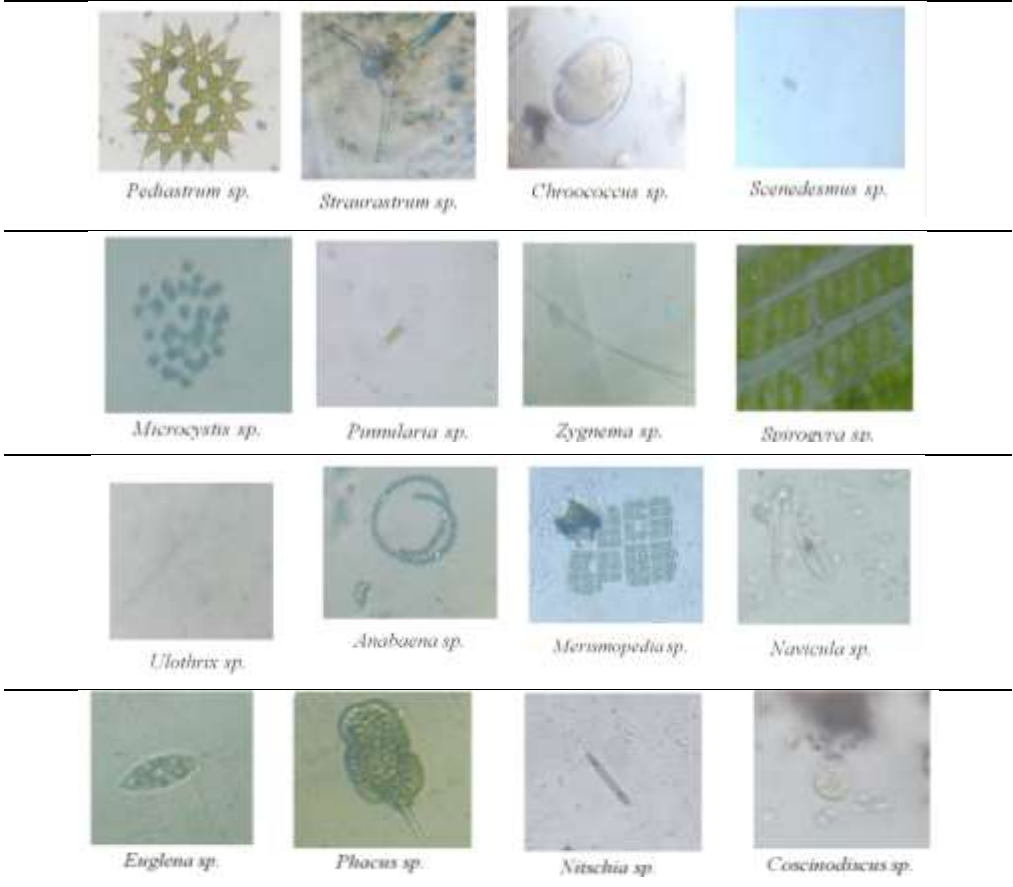 Pediastrum sp.
Straurastrum sp.
Chroococcus sp.
Scenedesmus sp.
Microcystis sp.
Pinnularia sp.
Zygnema sp.
Spirogyra sp.
Ulothrix sp.
Anabaena sp.
Merismopedia sp.
Navicula sp.
Euglena sp.
Phacus sp.
Nitschia sp
Coscinodiscus sp.